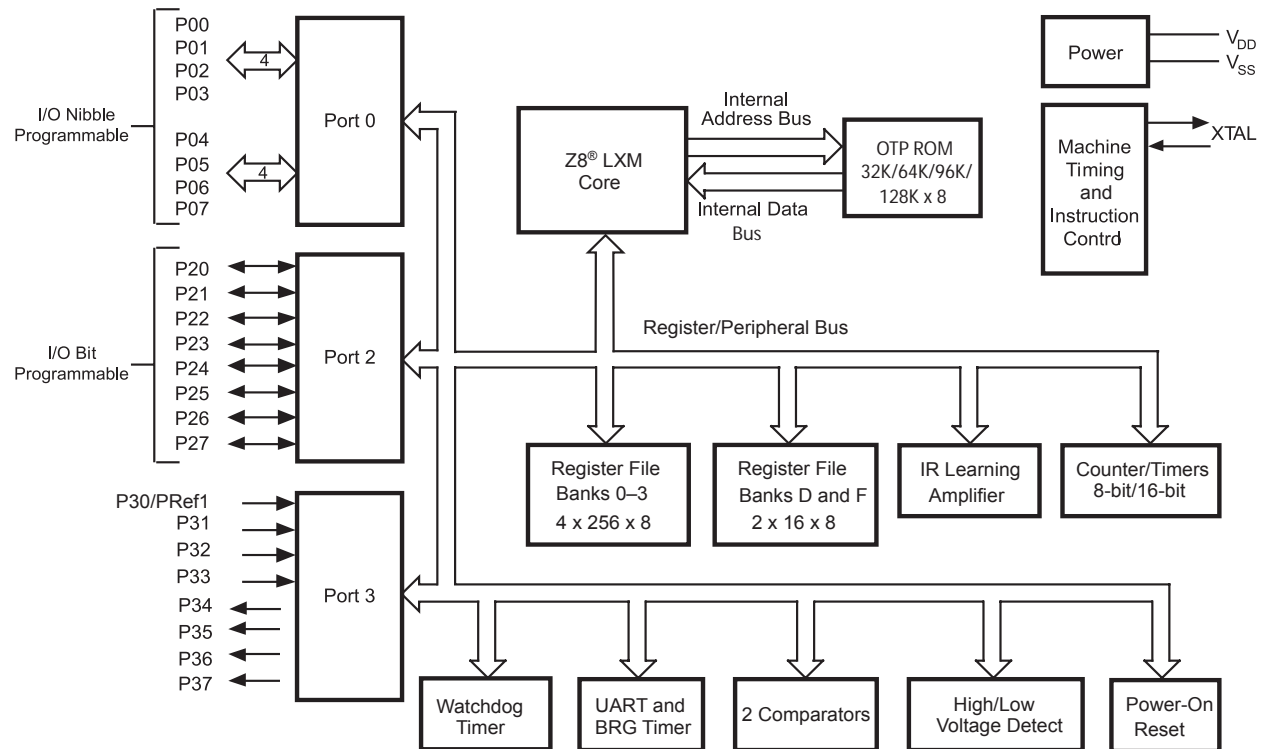 P00
P01
P02
P03
4
I/O Nibble
Programmable
P04
P05
P06
P07
4
Port 0
Z8® LXM
Core
Internal
Address Bus
Internal Data
Bus
OTP ROM
32K/64K/96K/
128K x 8
Power
VDD
VSS
Machine
Timing
and
Instruction
Control
XTAL
I/O Bit
Programmable
P20
P21
P22
P23
P24
P25
P26
P27
Port 2
Register/Peripheral Bus
Register File
Banks 0–3
4 x 256 x 8
Register File
Banks D and F
2 x 16 x 8
IR Learning
Amplifier
Counter/Timers
8-bit/16-bit
P30/PRef1
P31
P32
P33
P34
P35
P36
P37
Port 3
Watchdog
Timer
UART and
BRG Timer
2 Comparators
High/Low
Voltage Detect
Power-On
Reset